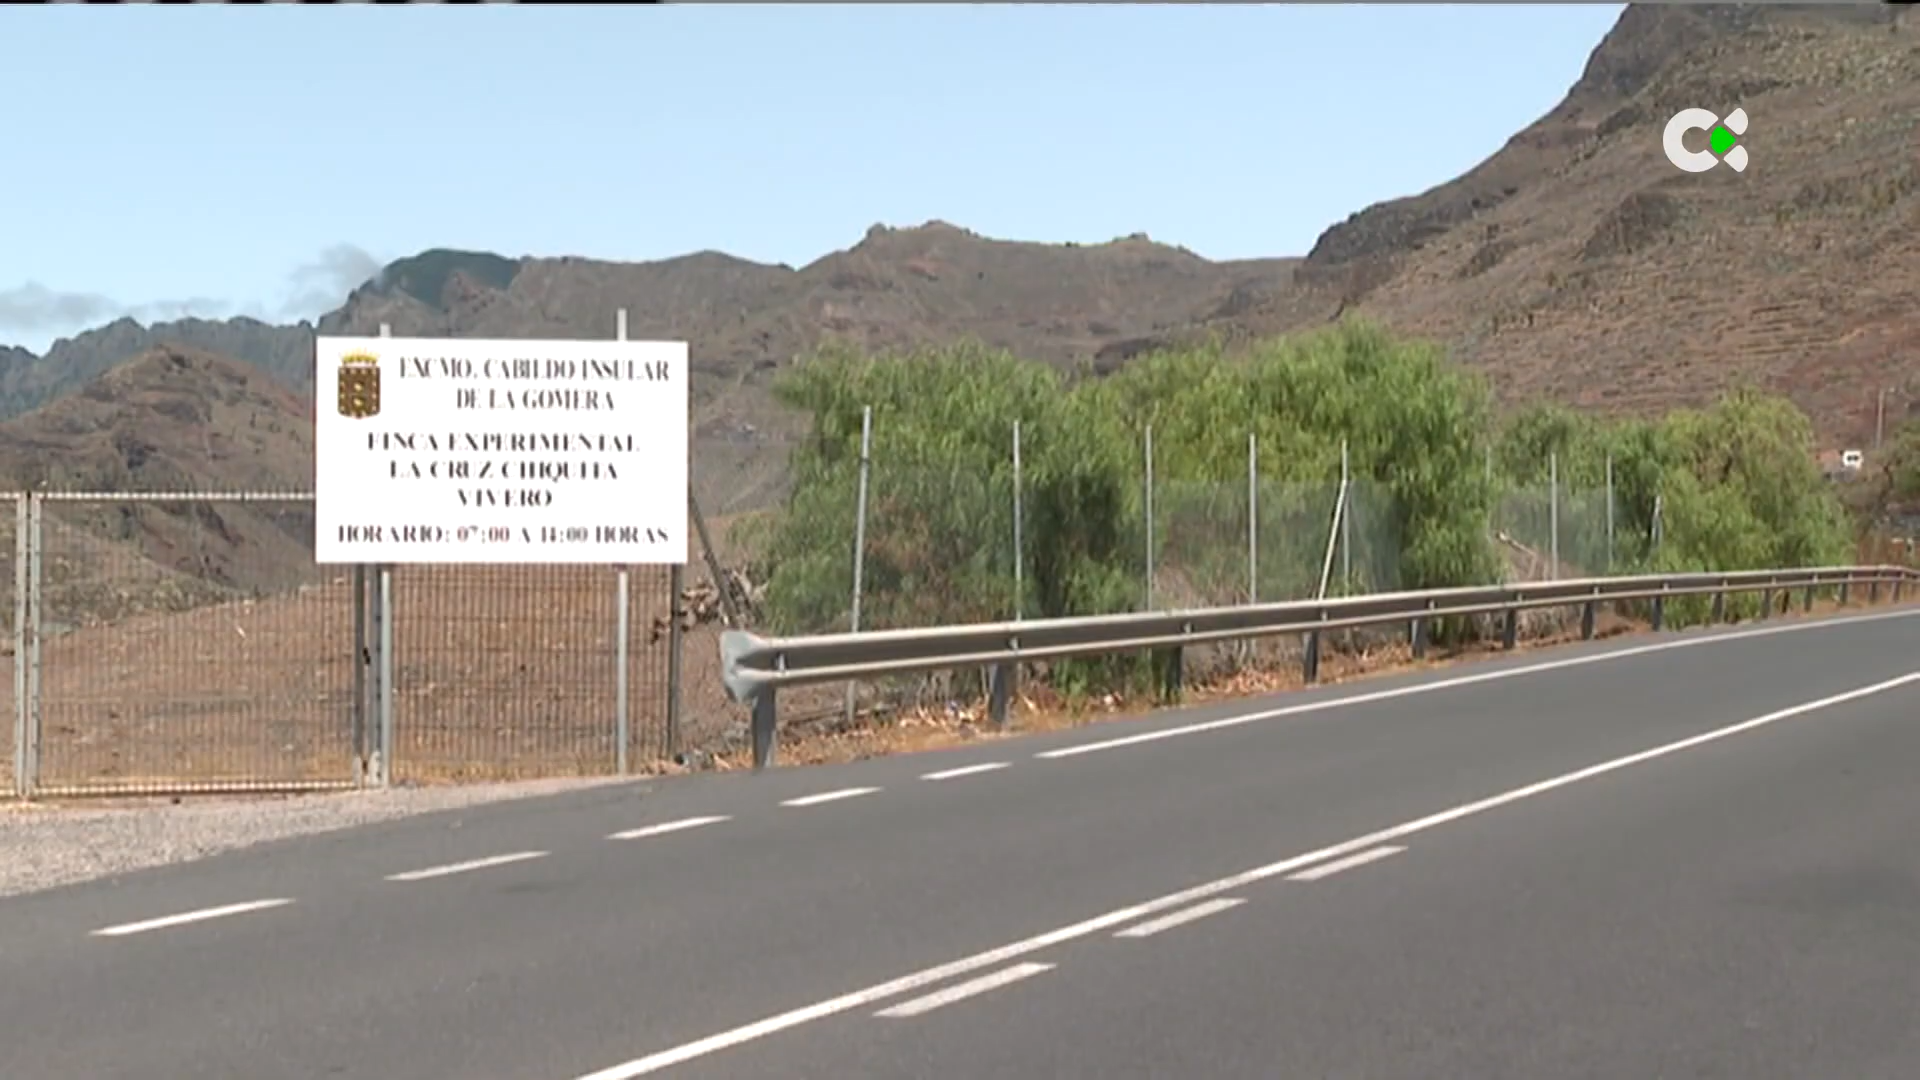 EXCMO. CABILDO INSULAR
DE LA GOMERA
FINCA EXPERIMENTAL
LA CRUZ CHIQUITA
VIVERO
HORARIO: 07:00 A 14:00 HORAS